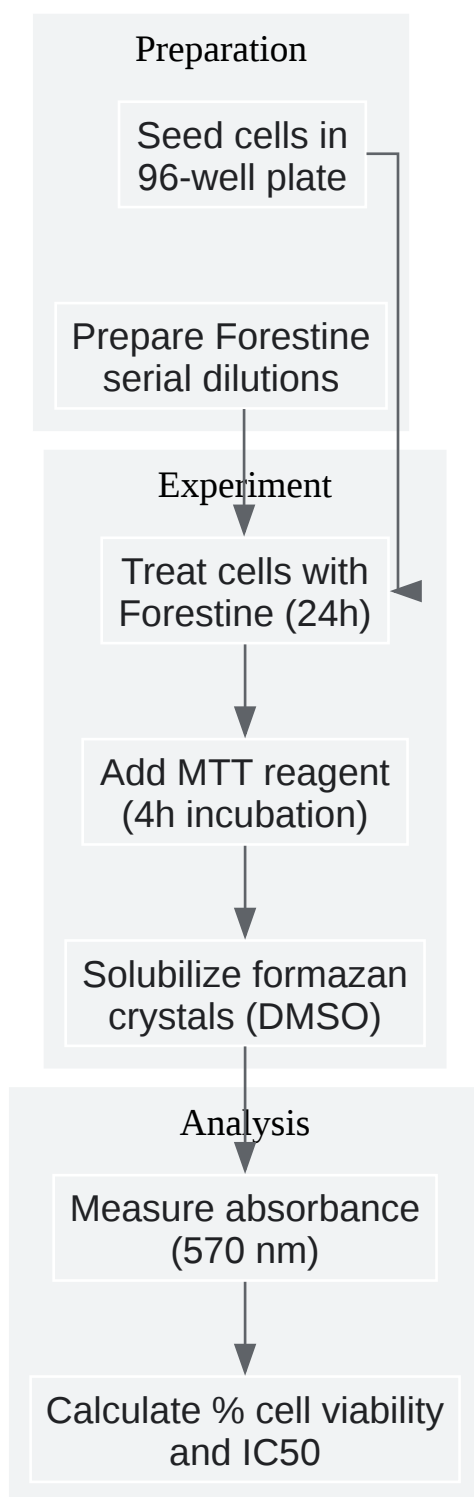 Preparation
Seed cells in
96-well plate
Prepare Forestine
serial dilutions
Experiment
Treat cells with
Forestine (24h)
Add MTT reagent
(4h incubation)
Solubilize formazan
crystals (DMSO)
Analysis
Measure absorbance
(570 nm)
Calculate % cell viability
and IC50